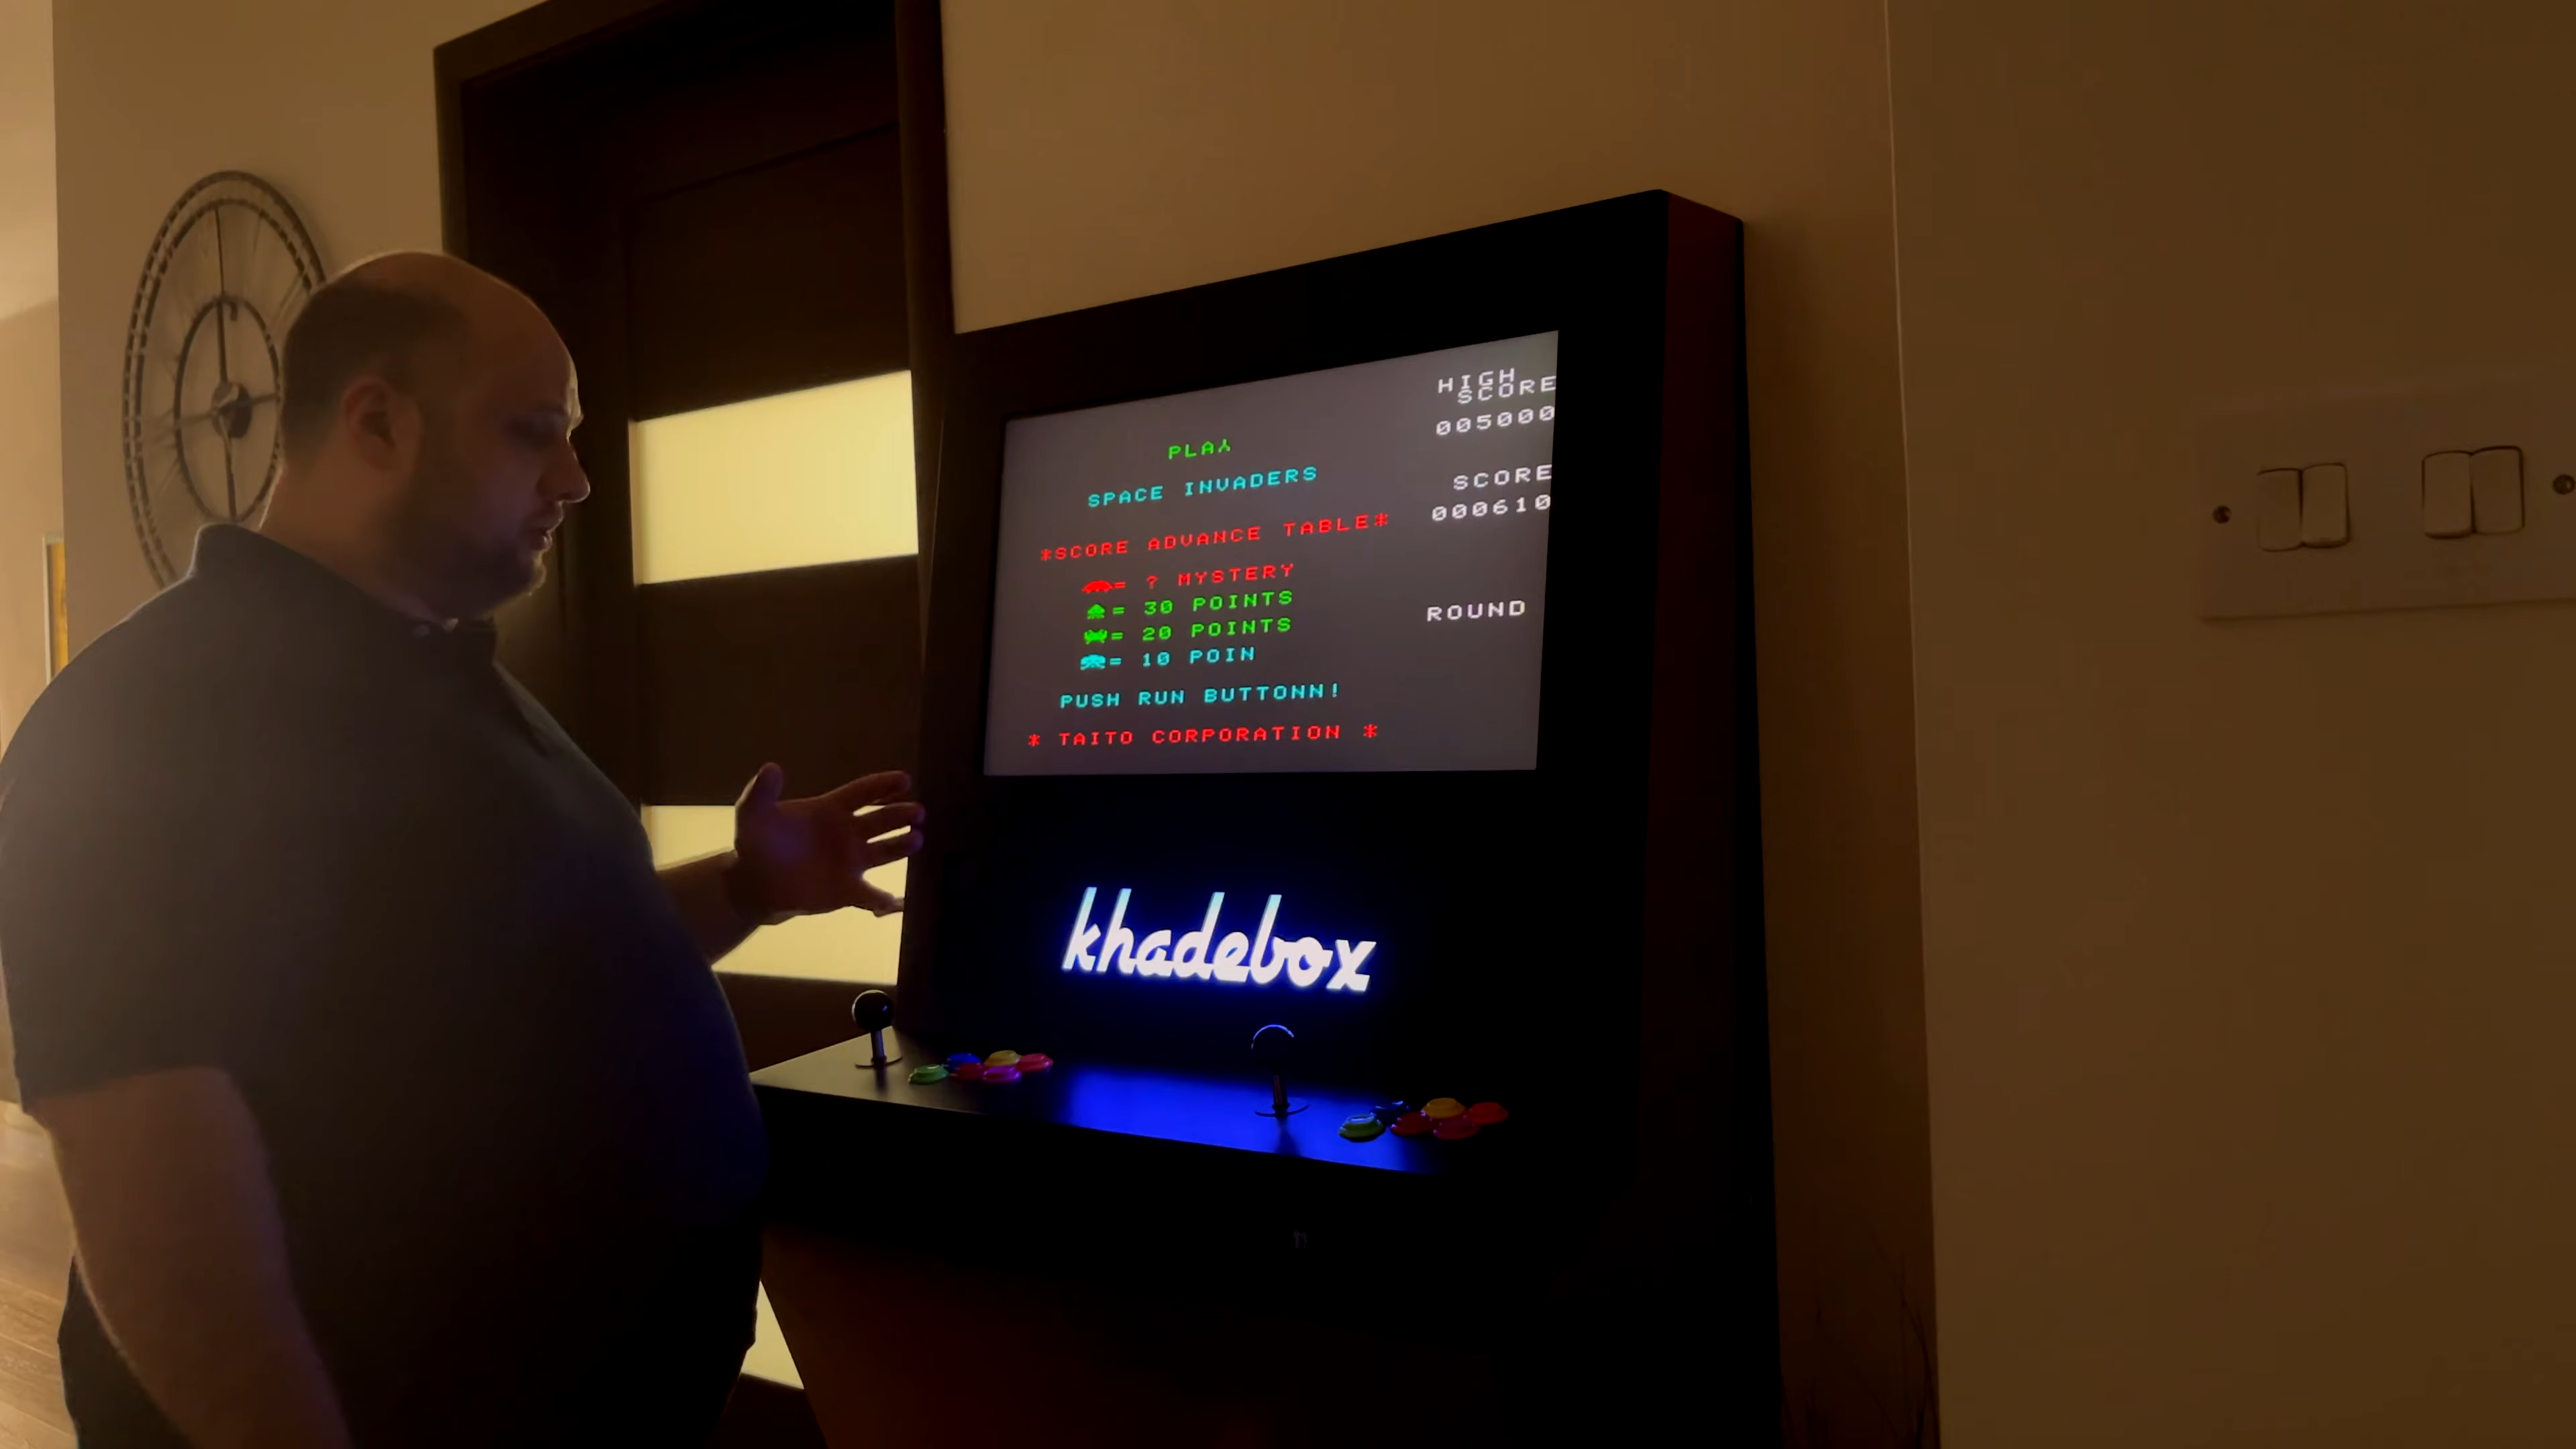 PLAY
SPACE INVADERS
*SCORE ADVANCE TABLE*
= ? MYSTERY
= 30 POINTS
= 20 POINTS
= 10 POIN
PUSH RUN BUTTONN!
* TAITO CORPORATION *
HIGH
SCORE
005000
SCORE
000610
ROUND
khadebox